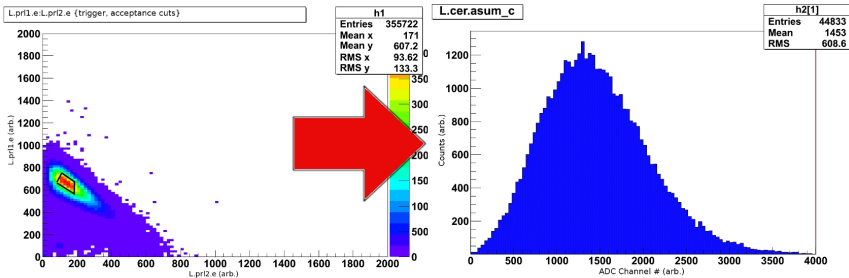 L.prl1.e:L.prl2.e {trigger, acceptance cuts}
h1
Entries 355722
Mean x 171
Mean y 607.2
RMS x 93.62
RMS y 133.3
L.prl1.e (arb.)
2000
1800
1600
1400
1200
1000
800
600
400
200
0
0 200 400 600 800 1000 1200 1400 1600 1800 2000
L.prl2.e (arb.)
350
300
250
200
150
100
50
0
L.cer.asum_c
h2[1]
Entries 44833
Mean 1453
RMS 608.6
Counts (arb.)
1200
1000
800
600
400
200
0 500 1000 1500 2000 2500 3000 3500 4000
ADC Channel # (arb.)